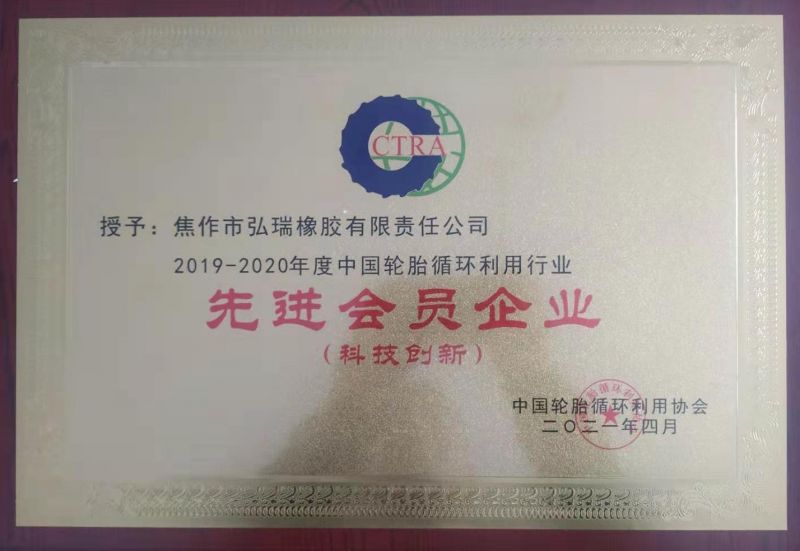 CTRA
授予：焦作市弘瑞橡胶有限责任公司
2019-2020年度中国轮胎循环利用行业
先进会员企业
（科技创新）
中国轮胎循环利用协会
二〇二一年四月